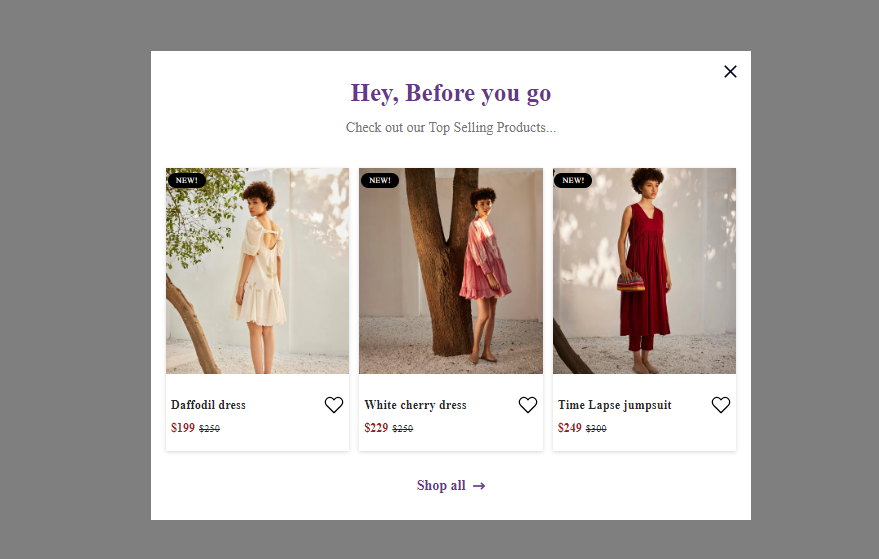 Hey, Before you go
Check out our Top Selling Products...
NEW!
NEW!
NEW!
Daffodil dress
$199 $250
White cherry dress
$229 $250
Time Lapse jumpsuit
$249 $300
Shop all →